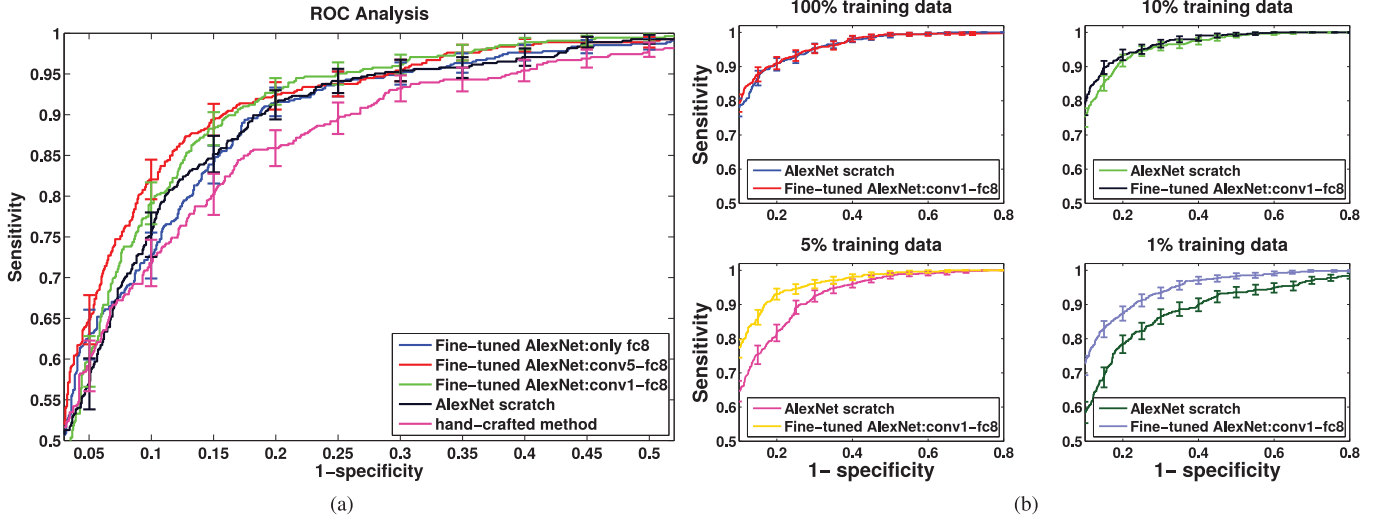 ROC Analysis
1
0.95
0.9
0.85
0.8
0.75
0.7
0.65
0.6
0.55
0.5
Sensitivity
Fine-tuned AlexNet:only fc8
Fine-tuned AlexNet:conv5-fc8
Fine-tuned AlexNet:conv1-fc8
AlexNet scratch
hand-crafted method
0.05 0.1 0.15 0.2 0.25 0.3 0.35 0.4 0.45 0.5
1-specificity
(a)
100% training data
1
0.9
0.8
0.7
0.6
0.5
Sensitivity
AlexNet scratch
Fine-tuned AlexNet:conv1-fc8
0.2 0.4 0.6 0.8
10% training data
1
0.9
0.8
0.7
0.6
0.5
AlexNet scratch
Fine-tuned AlexNet:conv1-fc8
0.2 0.4 0.6 0.8
5% training data
1
0.9
0.8
0.7
0.6
0.5
Sensitivity
AlexNet scratch
Fine-tuned AlexNet:conv1-fc8
0.2 0.4 0.6 0.8
1- specificity
1% training data
1
0.9
0.8
0.7
0.6
0.5
AlexNet scratch
Fine-tuned AlexNet:conv1-fc8
0.2 0.4 0.6 0.8
1- specificity
(b)